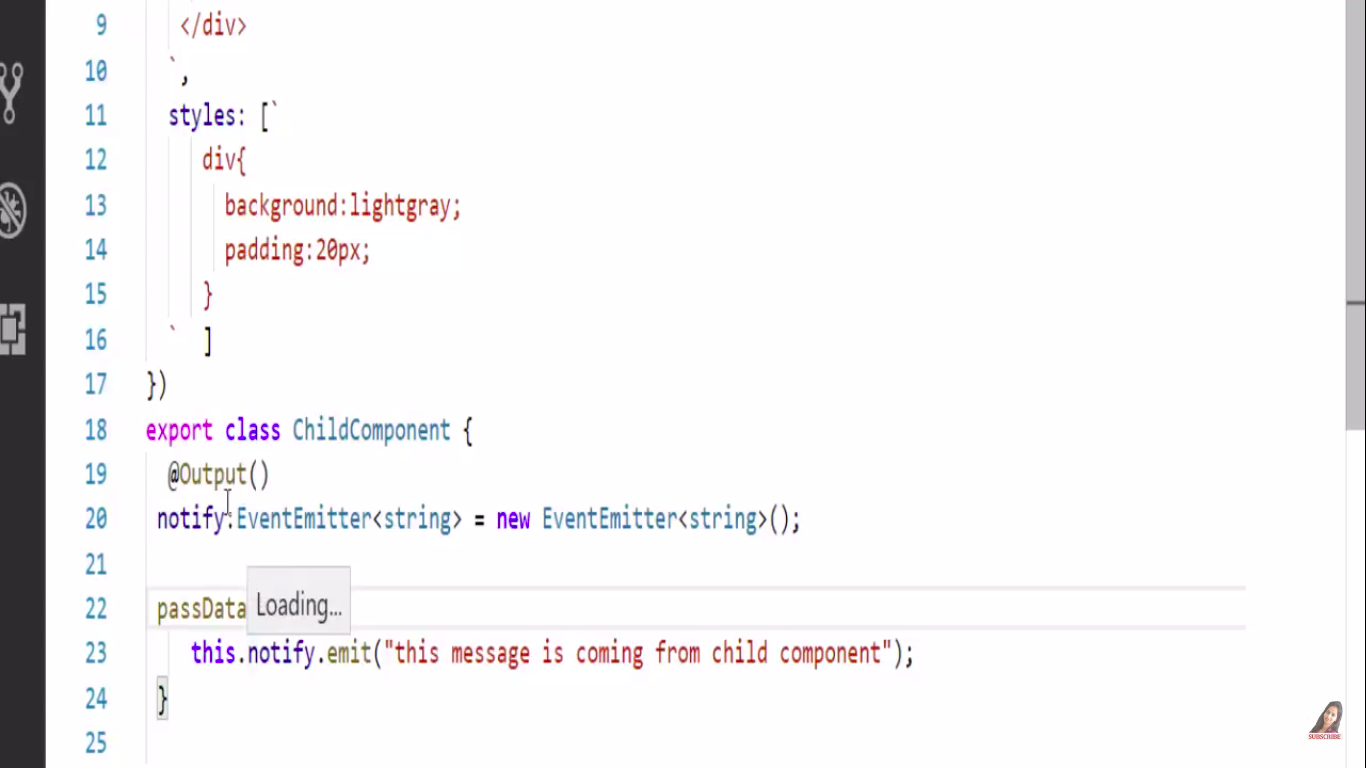 9 </div>
10 `,
11 styles: [`
12 div{
13 background:lightgray;
14 padding:20px;
15 }
16 ` ]
17 })
18 export class ChildComponent {
19 @Output()
20 notify:EventEmitter<string> = new EventEmitter<string>();
21
22 passData Loading...
23 this.notify.emit("this message is coming from child component");
24 }
25
SUBSCRIBE